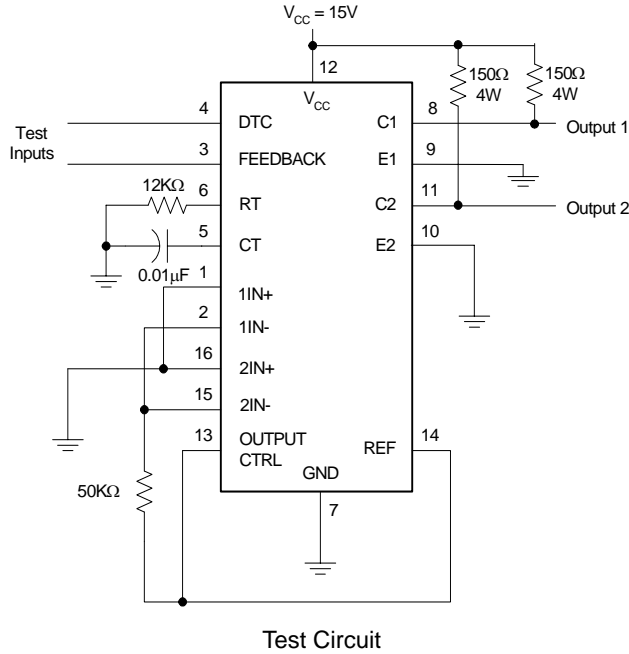 V_CC = 15V
12
150Ω
4W
150Ω
4W
V_CC
4
DTC
C1
8
Output 1
Test
Inputs
3
FEEDBACK
E1
9
12KΩ
6
RT
C2
11
Output 2
5
CT
E2
10
0.01μF
1
1IN+
2
1IN-
16
2IN+
15
2IN-
13
OUTPUT
CTRL
REF
14
GND
50KΩ
7
Test Circuit